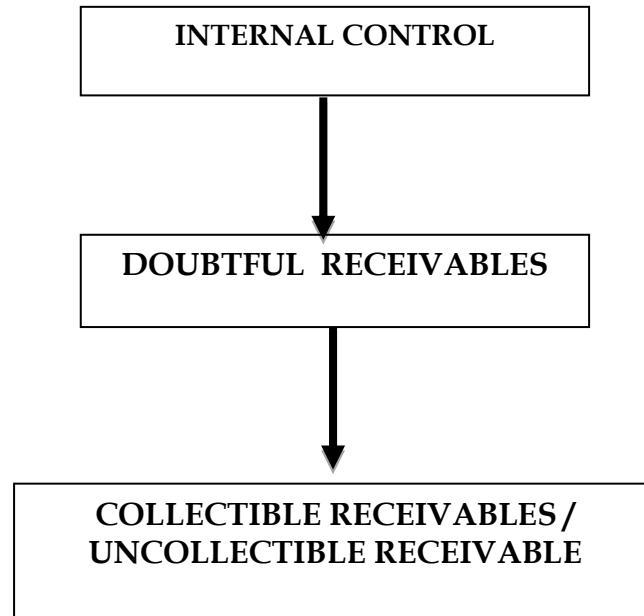 INTERNAL CONTROL
DOUBTFUL RECEIVABLES
COLLECTIBLE RECEIVABLES /
UNCOLLECTIBLE RECEIVABLE